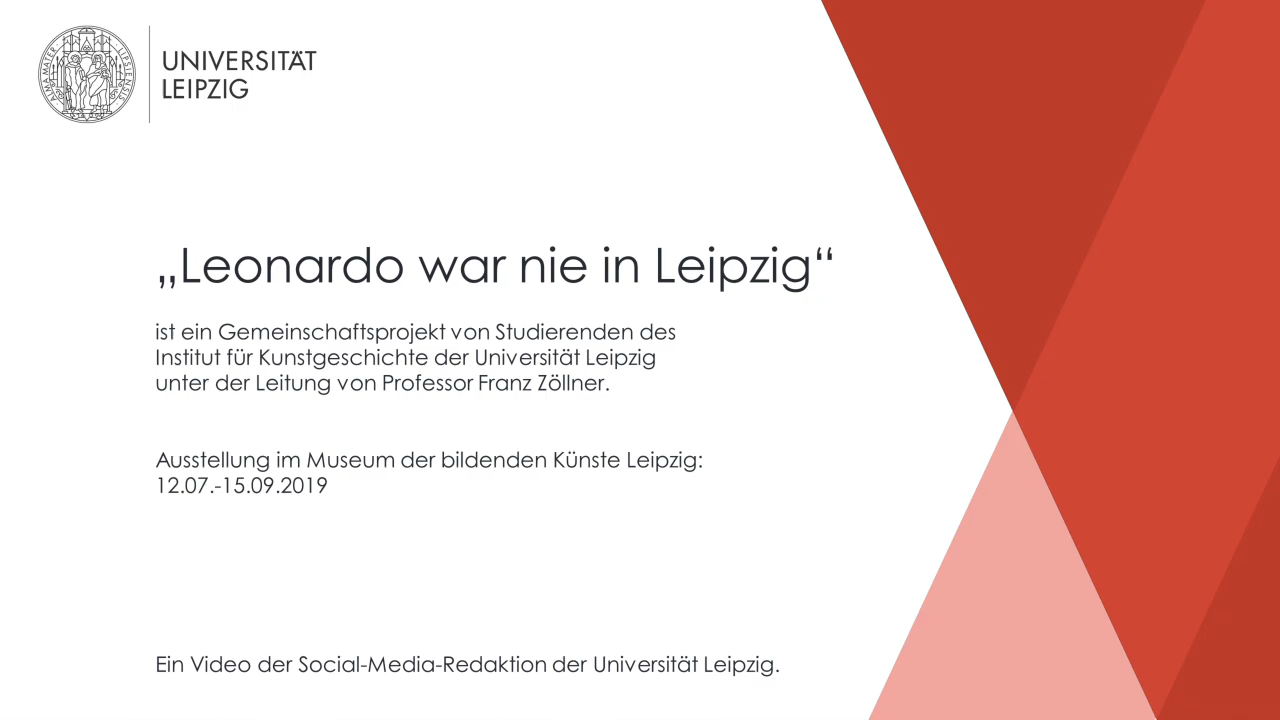 UNIVERSITÄT
LEIPZIG
„Leonardo war nie in Leipzig“
ist ein Gemeinschaftsprojekt von Studierenden des
Institut für Kunstgeschichte der Universität Leipzig
unter der Leitung von Professor Franz Zöllner.
Ausstellung im Museum der bildenden Künste Leipzig:
12.07.-15.09.2019
Ein Video der Social-Media-Redaktion der Universität Leipzig.